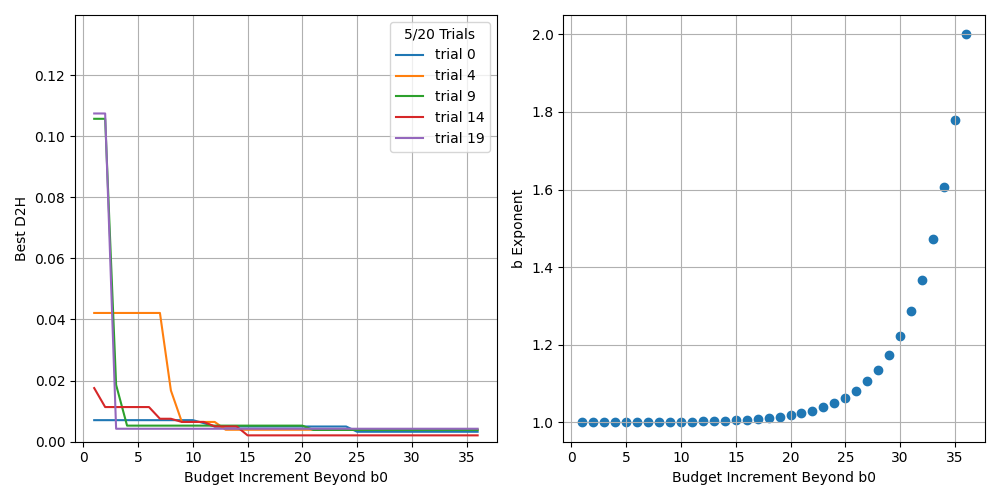 5/20 Trials
trial 0
trial 4
trial 9
trial 14
trial 19
0.12
0.10
0.08
0.06
0.04
0.02
0.00
Best D2H
0 5 10 15 20 25 30 35
Budget Increment Beyond b0
2.0
1.8
1.6
1.4
1.2
1.0
b Exponent
0 5 10 15 20 25 30 35
Budget Increment Beyond b0